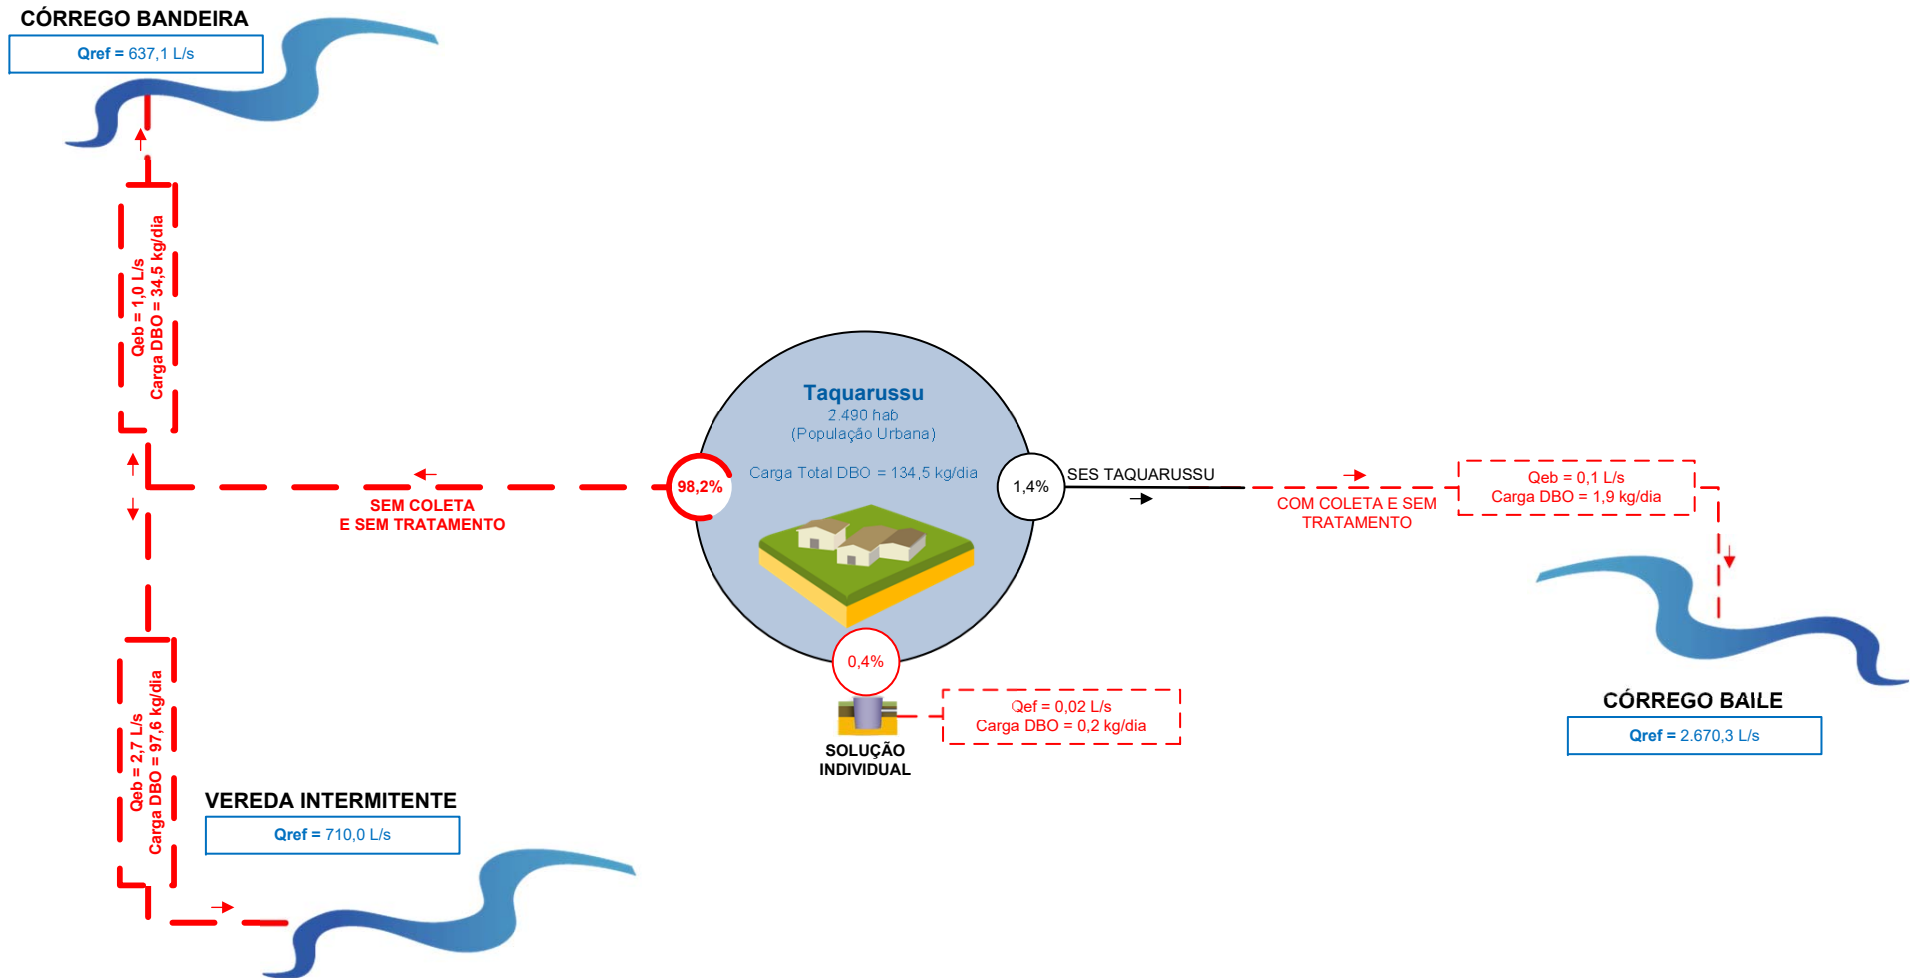 CÓRREGO BANDEIRA
Qref = 637,1 L/s
Qeb = 1,0 L/s
Carga DBO = 34,5 kg/dia
Taquarussu
2.490 hab
(População Urbana)
Carga Total DBO = 134,5 kg/dia
98,2%
SEM COLETA
E SEM TRATAMENTO
1,4%
SES TAQUARUSSU
COM COLETA E SEM
TRATAMENTO
Qeb = 0,1 L/s
Carga DBO = 1,9 kg/dia
0,4%
Qef = 0,02 L/s
Carga DBO = 0,2 kg/dia
SOLUÇÃO
INDIVIDUAL
CÓRREGO BAILE
Qref = 2.670,3 L/s
Qeb = 2,7 L/s
Carga DBO = 97,6 kg/dia
VEREDA INTERMITENTE
Qref = 710,0 L/s